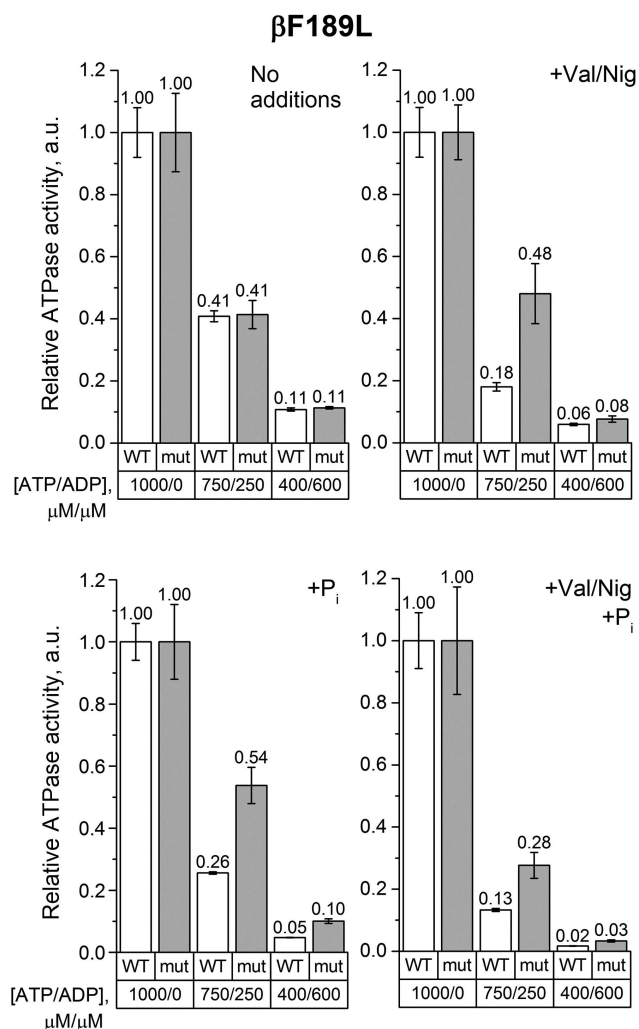 βF189L
No
additions
Relative ATPase activity, a.u.
1.2
1.0
0.8
0.6
0.4
0.2
0.0
1.00
1.00
0.41
0.41
0.11
0.11
WT mut WT mut WT mut
[ATP/ADP], 1000/0 750/250 400/600
μM/μM
+Val/Nig
1.2
1.0
0.8
0.6
0.4
0.2
0.0
1.00
1.00
0.18
0.48
0.06
0.08
WT mut WT mut WT mut
1000/0 750/250 400/600
+Pi
Relative ATPase activity, a.u.
1.2
1.0
0.8
0.6
0.4
0.2
0.0
1.00
1.00
0.26
0.54
0.05
0.10
WT mut WT mut WT mut
[ATP/ADP], 1000/0 750/250 400/600
μM/μM
+Val/Nig
+Pi
1.2
1.0
0.8
0.6
0.4
0.2
0.0
1.00
1.00
0.13
0.28
0.02
0.03
WT mut WT mut WT mut
1000/0 750/250 400/600